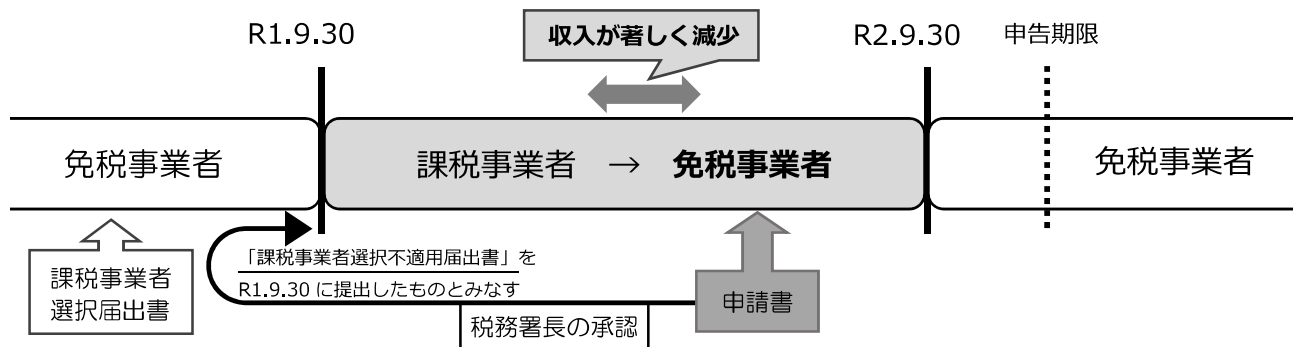 R1.9.30
収入が著しく減少
R2.9.30
申告期限
免税事業者
課税事業者 → 免税事業者
免税事業者
課税事業者
選択届出書
「課税事業者選択不適用届出書」を
R1.9.30 に提出したものとみなす
税務署長の承認
申請書